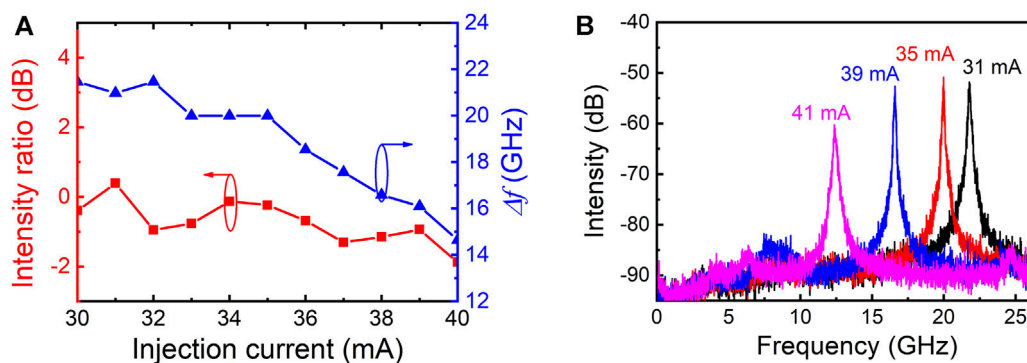 A
Intensity ratio (dB)
4
2
0
-2
30 32 34 36 38 40
Injection current (mA)
24
22
20
18
16
14
12
Δf (GHz)
B
Intensity (dB)
-40
-50
-60
-70
-80
-90
41 mA
39 mA
35 mA
31 mA
0 5 10 15 20 25
Frequency (GHz)